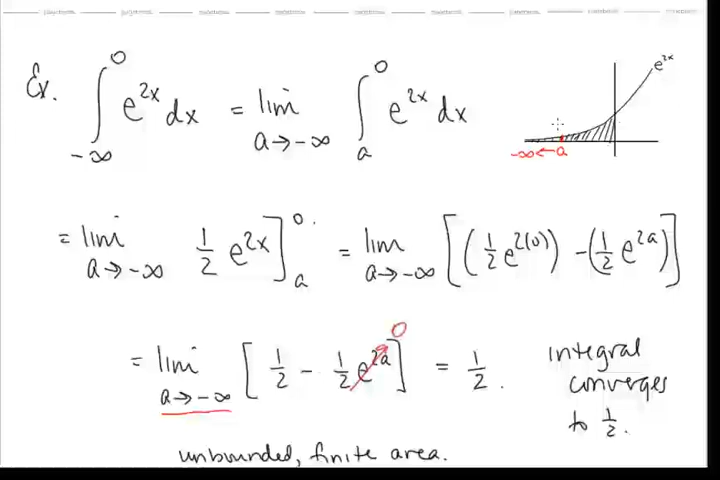 Ex. ∫_{-∞}^{0} e^{2x} dx = lim_{a→-∞} ∫_{a}^{0} e^{2x} dx
e^{2x}
-∞ ← a
= lim_{a→-∞} 1/2 e^{2x} ]_{a}^{0} = lim_{a→-∞} [ (1/2 e^{2(0)}) - (1/2 e^{2a}) ]
0
= lim_{a→-∞} [ 1/2 - 1/2 e^{2a} ] = 1/2 .
integral
converges
to 1/2.
unbounded, finite area.